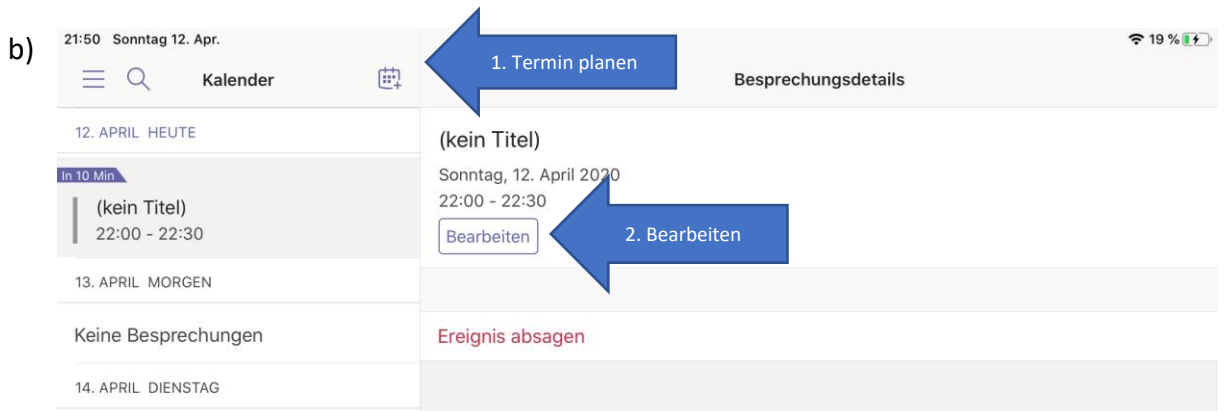 b)
21:50 Sonntag 12. Apr.
19 %
Kalender
1. Termin planen
Besprechungsdetails
12. APRIL HEUTE
In 10 Min
(kein Titel)
22:00 - 22:30
13. APRIL MORGEN
Keine Besprechungen
14. APRIL DIENSTAG
(kein Titel)
Sonntag, 12. April 2020
22:00 - 22:30
Bearbeiten
2. Bearbeiten
Ereignis absagen